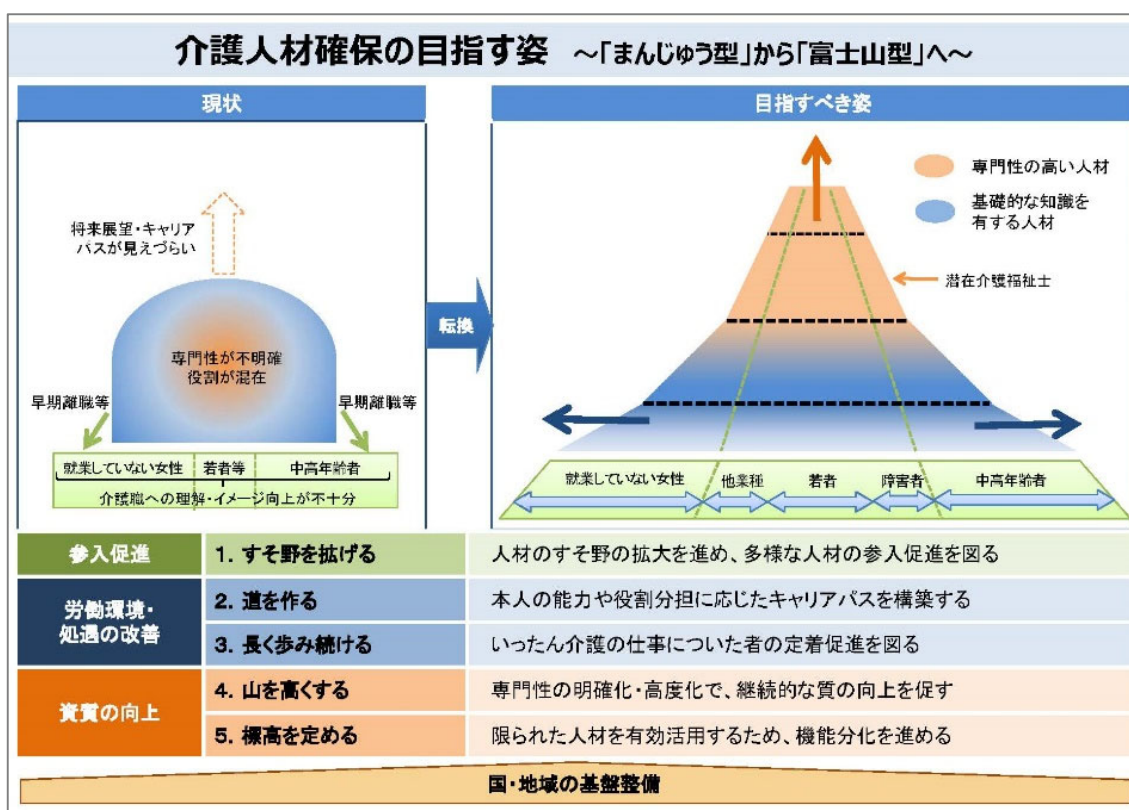 介護人材確保の目指す姿 ～「まんじゅう型」から「富士山型」へ～
現状
将来展望・キャリア
パスが見えづらい
専門性が不明確
役割が混在
早期離職等
早期離職等
就業していない女性
若者等
中高年齢者
介護職への理解・イメージ向上が不十分
転換
目指すべき姿
専門性の高い人材
基礎的な知識を
有する人材
潜在介護福祉士
就業していない女性
他業種
若者
障害者
中高年齢者
参入促進
1. すそ野を拡げる
人材のすそ野の拡大を進め、多様な人材の参入促進を図る
労働環境・
処遇の改善
2. 道を作る
本人の能力や役割分担に応じたキャリアパスを構築する
3. 長く歩み続ける
いったん介護の仕事についた者の定着促進を図る
資質の向上
4. 山を高くする
専門性の明確化・高度化で、継続的な質の向上を促す
5. 標高を定める
限られた人材を有効活用するため、機能分化を進める
国・地域の基盤整備